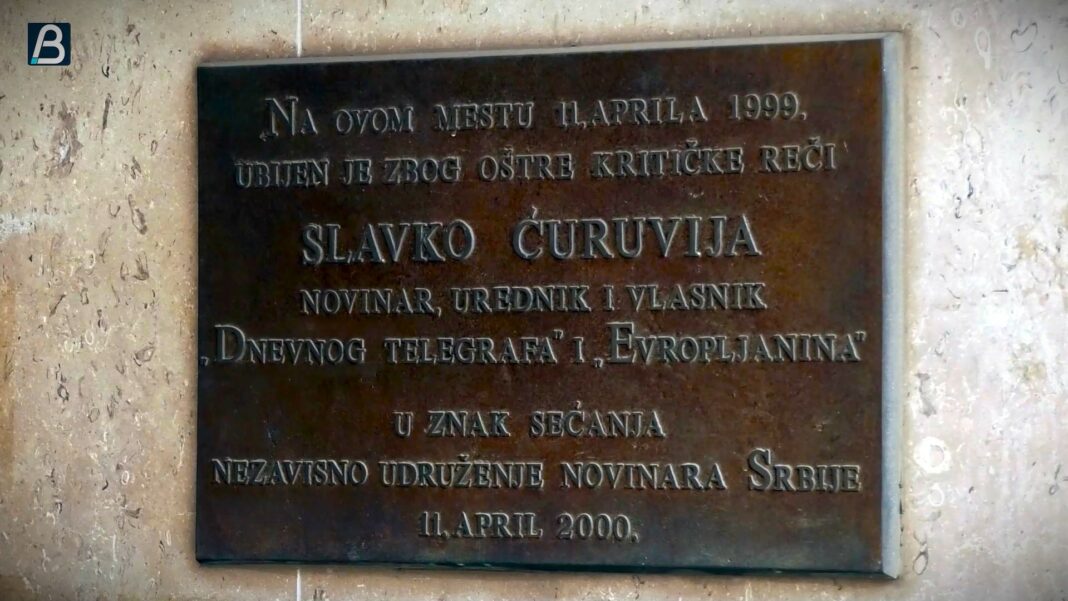 B
Na ovom mestu 11. aprila 1999.
ubijen je zbog oštre kritičke reči
SLAVKO ĆURUVIJA
novinar, urednik i vlasnik
„Dnevnog telegrafa” i „Evropljanina”
u znak sećanja
nezavisno udruženje novinara Srbije
11. april 2000.